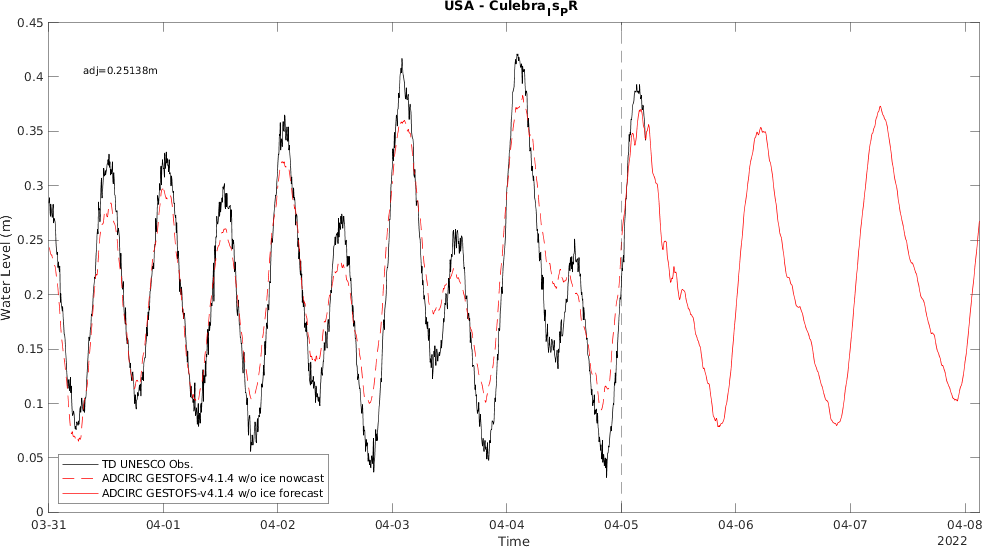 USA - Culebra_Is_PR
0.45
0.4
0.35
0.3
0.25
0.2
0.15
0.1
0.05
0
Water Level (m)
adj=0.25138m
TD UNESCO Obs.
ADCIRC GESTOFS-v4.1.4 w/o ice nowcast
ADCIRC GESTOFS-v4.1.4 w/o ice forecast
03-31 04-01 04-02 04-03 04-04 04-05 04-06 04-07 04-08
Time
2022